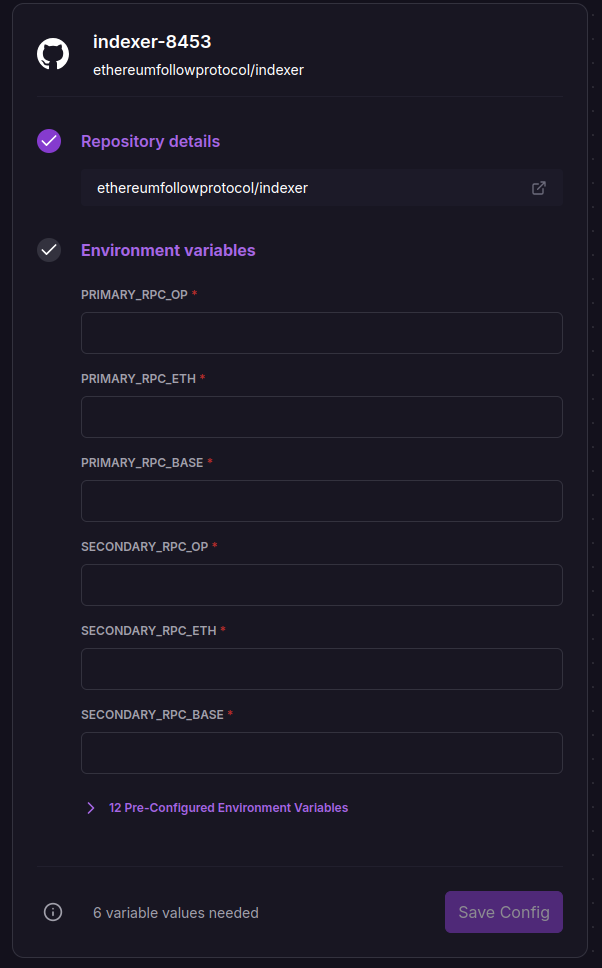 indexer-8453
ethereumfollowprotocol/indexer
Repository details
ethereumfollowprotocol/indexer
Environment variables
PRIMARY_RPC_OP *
PRIMARY_RPC_ETH *
PRIMARY_RPC_BASE *
SECONDARY_RPC_OP *
SECONDARY_RPC_ETH *
SECONDARY_RPC_BASE *
12 Pre-Configured Environment Variables
6 variable values needed
Save Config